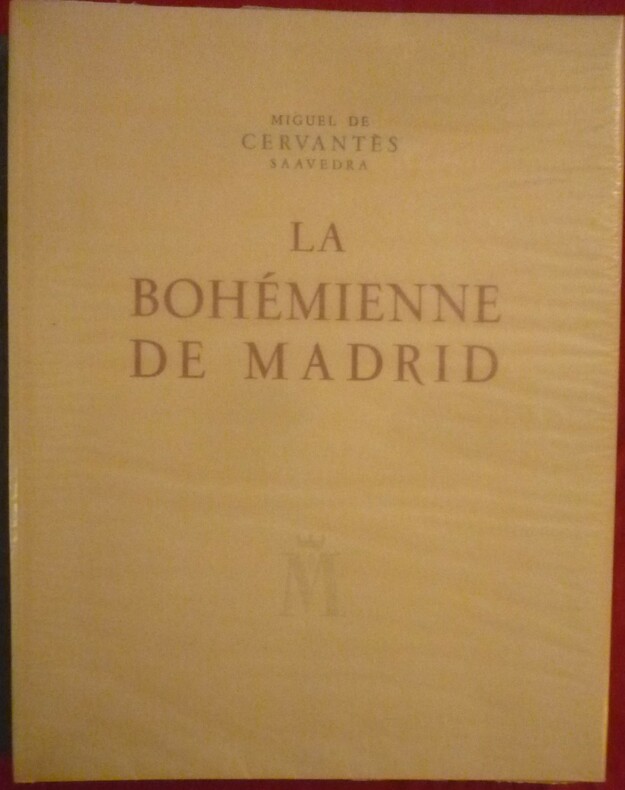 MIGUEL DE
CERVANTÈS
SAAVEDRA
LA
BOHÉMIENNE
DE MADRID
M